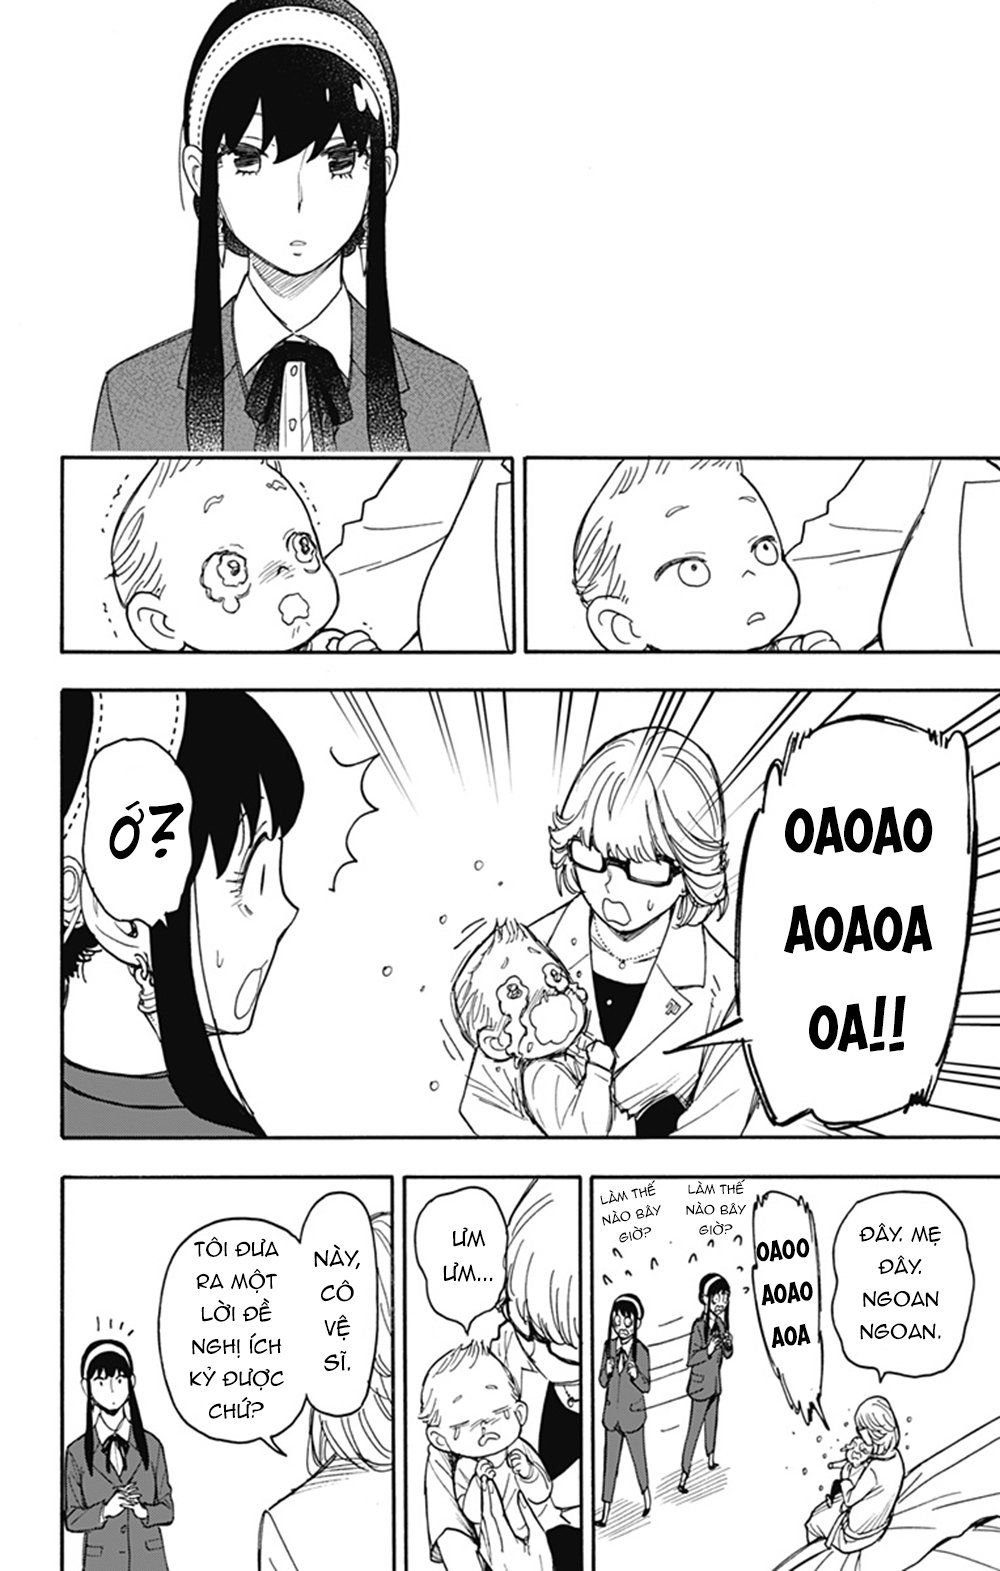 OAOAO
AOAOA
OA!!
Ớ?
ĐÂY. MẸ
ĐÂY.
NGOAN
NGOAN.
OAOO
AOAO
AOA
LÀM THẾ
NÀO BÂY
GIỜ?
LÀM THẾ
NÀO BÂY
GIỜ?
ƯM
ƯM...
NÀY,
CÔ
VỆ
SĨ.
TÔI ĐƯA
RA MỘT
LỜI ĐỀ
NGHỊ ÍCH
KỶ ĐƯỢC
CHỨ?